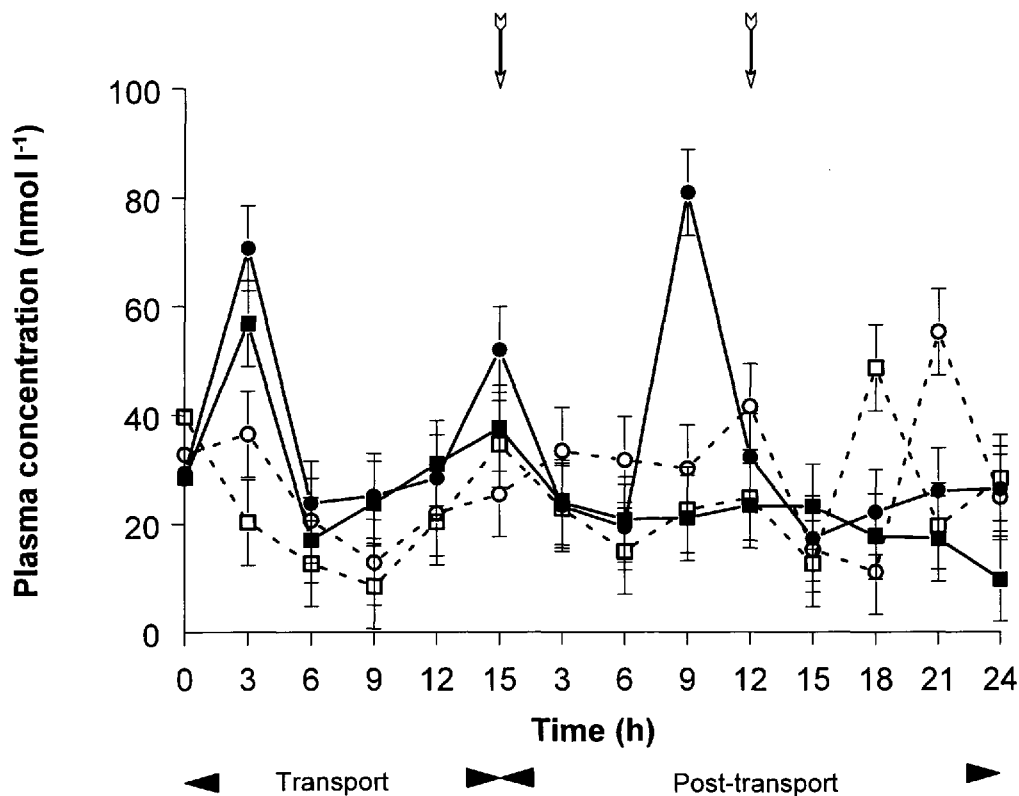 100
80
60
40
20
0
Plasma concentration (nmol l-1)
0 3 6 9 12 15 3 6 9 12 15 18 21 24
Time (h)
Transport Post-transport